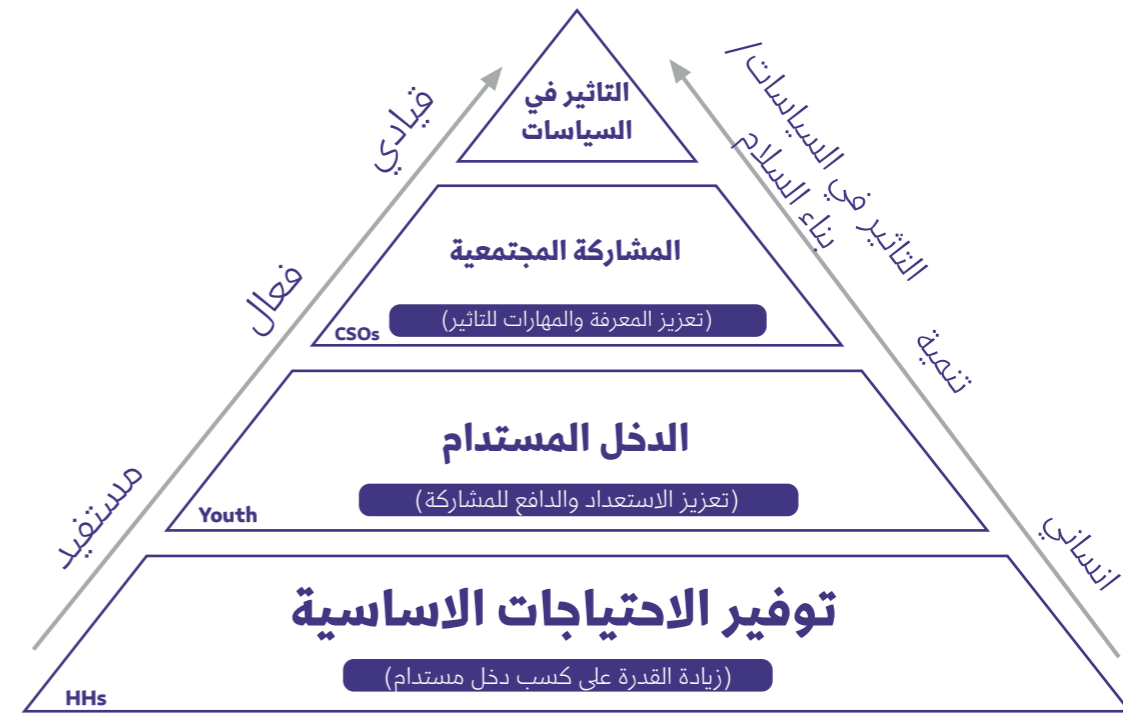 التاثير في
السياسات
قيادي
التاثير في السياسات/
بناء السلام
المشاركة المجتمعية
(تعزيز المعرفة والمهارات للتاثير)
CSOs
فعال
تنمية
الدخل المستدام
(تعزيز الاستعداد والدافع للمشاركة)
Youth
مستفيد
انساني
توفير الاحتياجات الاساسية
(زيادة القدرة على كسب دخل مستدام)
HHs